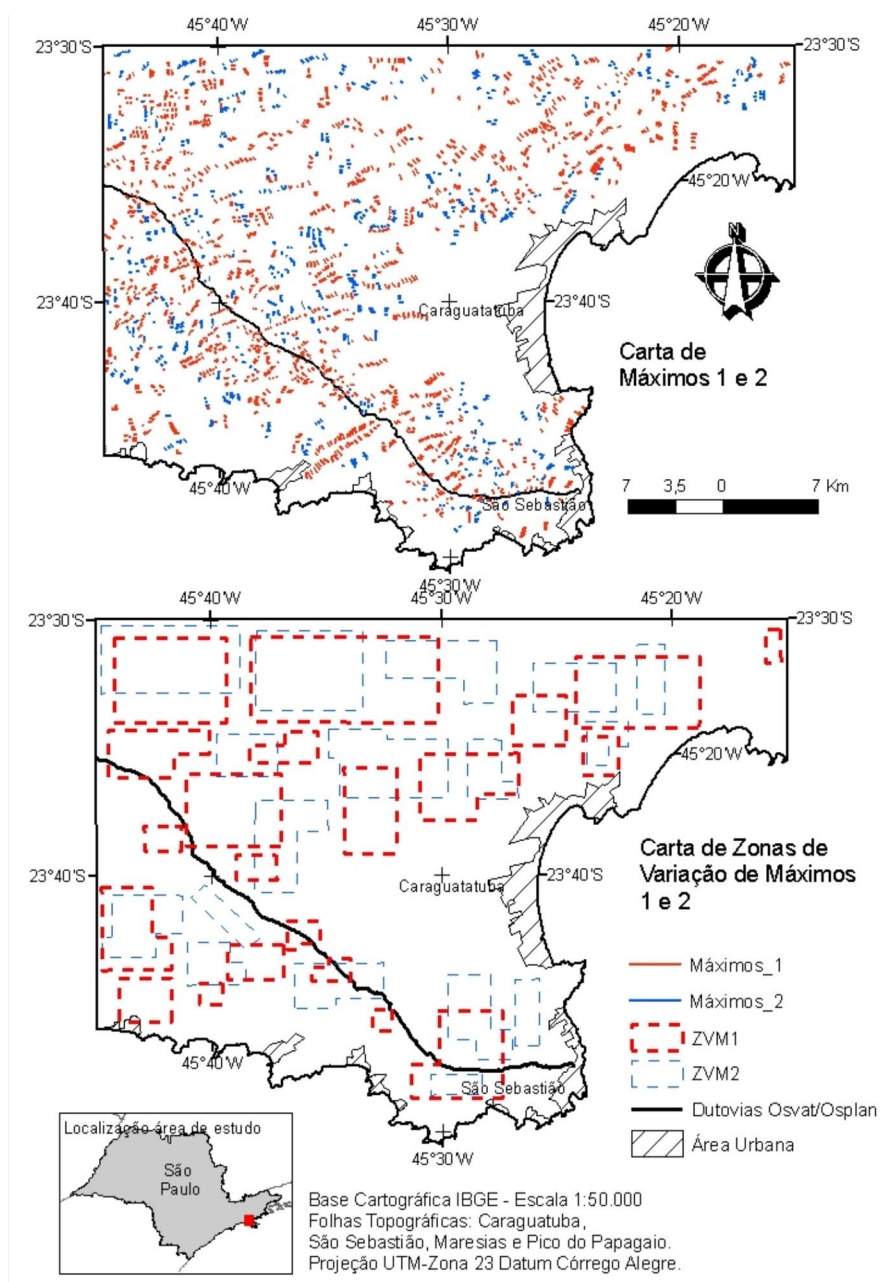 45°40'W 45°30'W 45°20'W
23°30'S 23°30'S
45°20'W
N
23°40'S 23°40'S
Caraguatatuba
Carta de
Máximos 1 e 2
7 3,5 0 7 Km
45°40'W
São Sebastião
45°30'W
45°40'W 45°30'W 45°20'W
23°30'S 23°30'S
45°20'W
Carta de Zonas de
Variação de Máximos
1 e 2
23°40'S 23°40'S
Caraguatatuba
Máximos_1
Máximos_2
ZVM1
ZVM2
Dutovias Osvat/Osplan
Área Urbana
45°40'W
São Sebastião
45°30'W
Localização área de estudo
São
Paulo
Base Cartográfica IBGE - Escala 1:50.000
Folhas Topográficas: Caraguatuba,
São Sebastião, Maresias e Pico do Papagaio.
Projeção UTM-Zona 23 Datum Córrego Alegre.